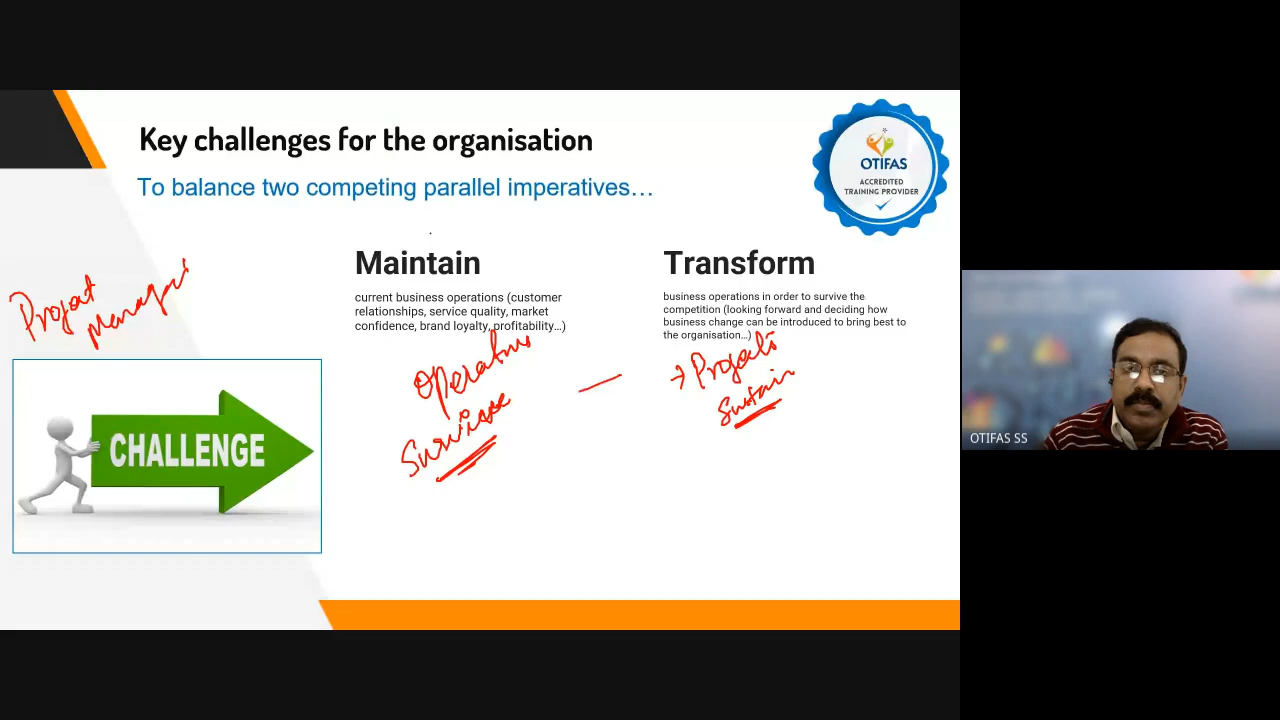 Key challenges for the organisation
To balance two competing parallel imperatives…
OTIFAS
ACCREDITED
TRAINING PROVIDER
Maintain
current business operations (customer
relationships, service quality, market
confidence, brand loyalty, profitability…)
Transform
business operations in order to survive the
competition (looking forward and deciding how
business change can be introduced to bring best to
the organisation…)
Project
CHALLENGE
Projects
Sustain
OTIFAS SS